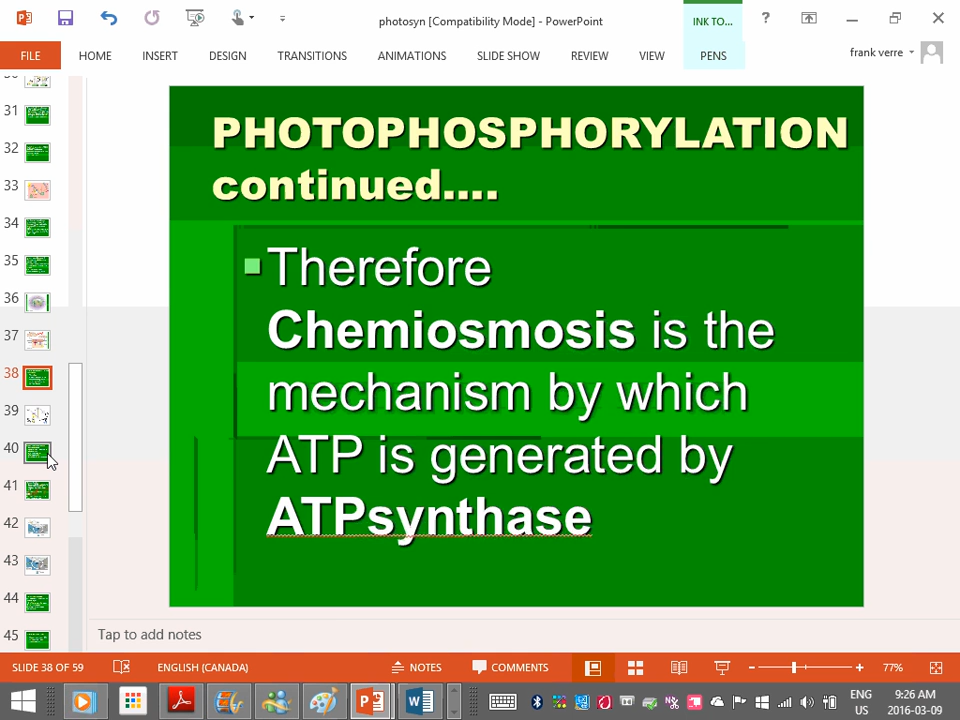 photosyn [Compatibility Mode] - PowerPoint
INK TO...
?
FILE
HOME
INSERT
DESIGN
TRANSITIONS
ANIMATIONS
SLIDE SHOW
REVIEW
VIEW
PENS
frank verre
31
32
33
34
35
36
37
38
39
40
41
42
43
44
45
PHOTOPHOSPHORYLATION
continued....
Therefore
Chemiosmosis is the
mechanism by which
ATP is generated by
ATPsynthase
Tap to add notes
SLIDE 38 OF 59
ENGLISH (CANADA)
NOTES
COMMENTS
77%
ENG
US
9:26 AM
2016-03-09